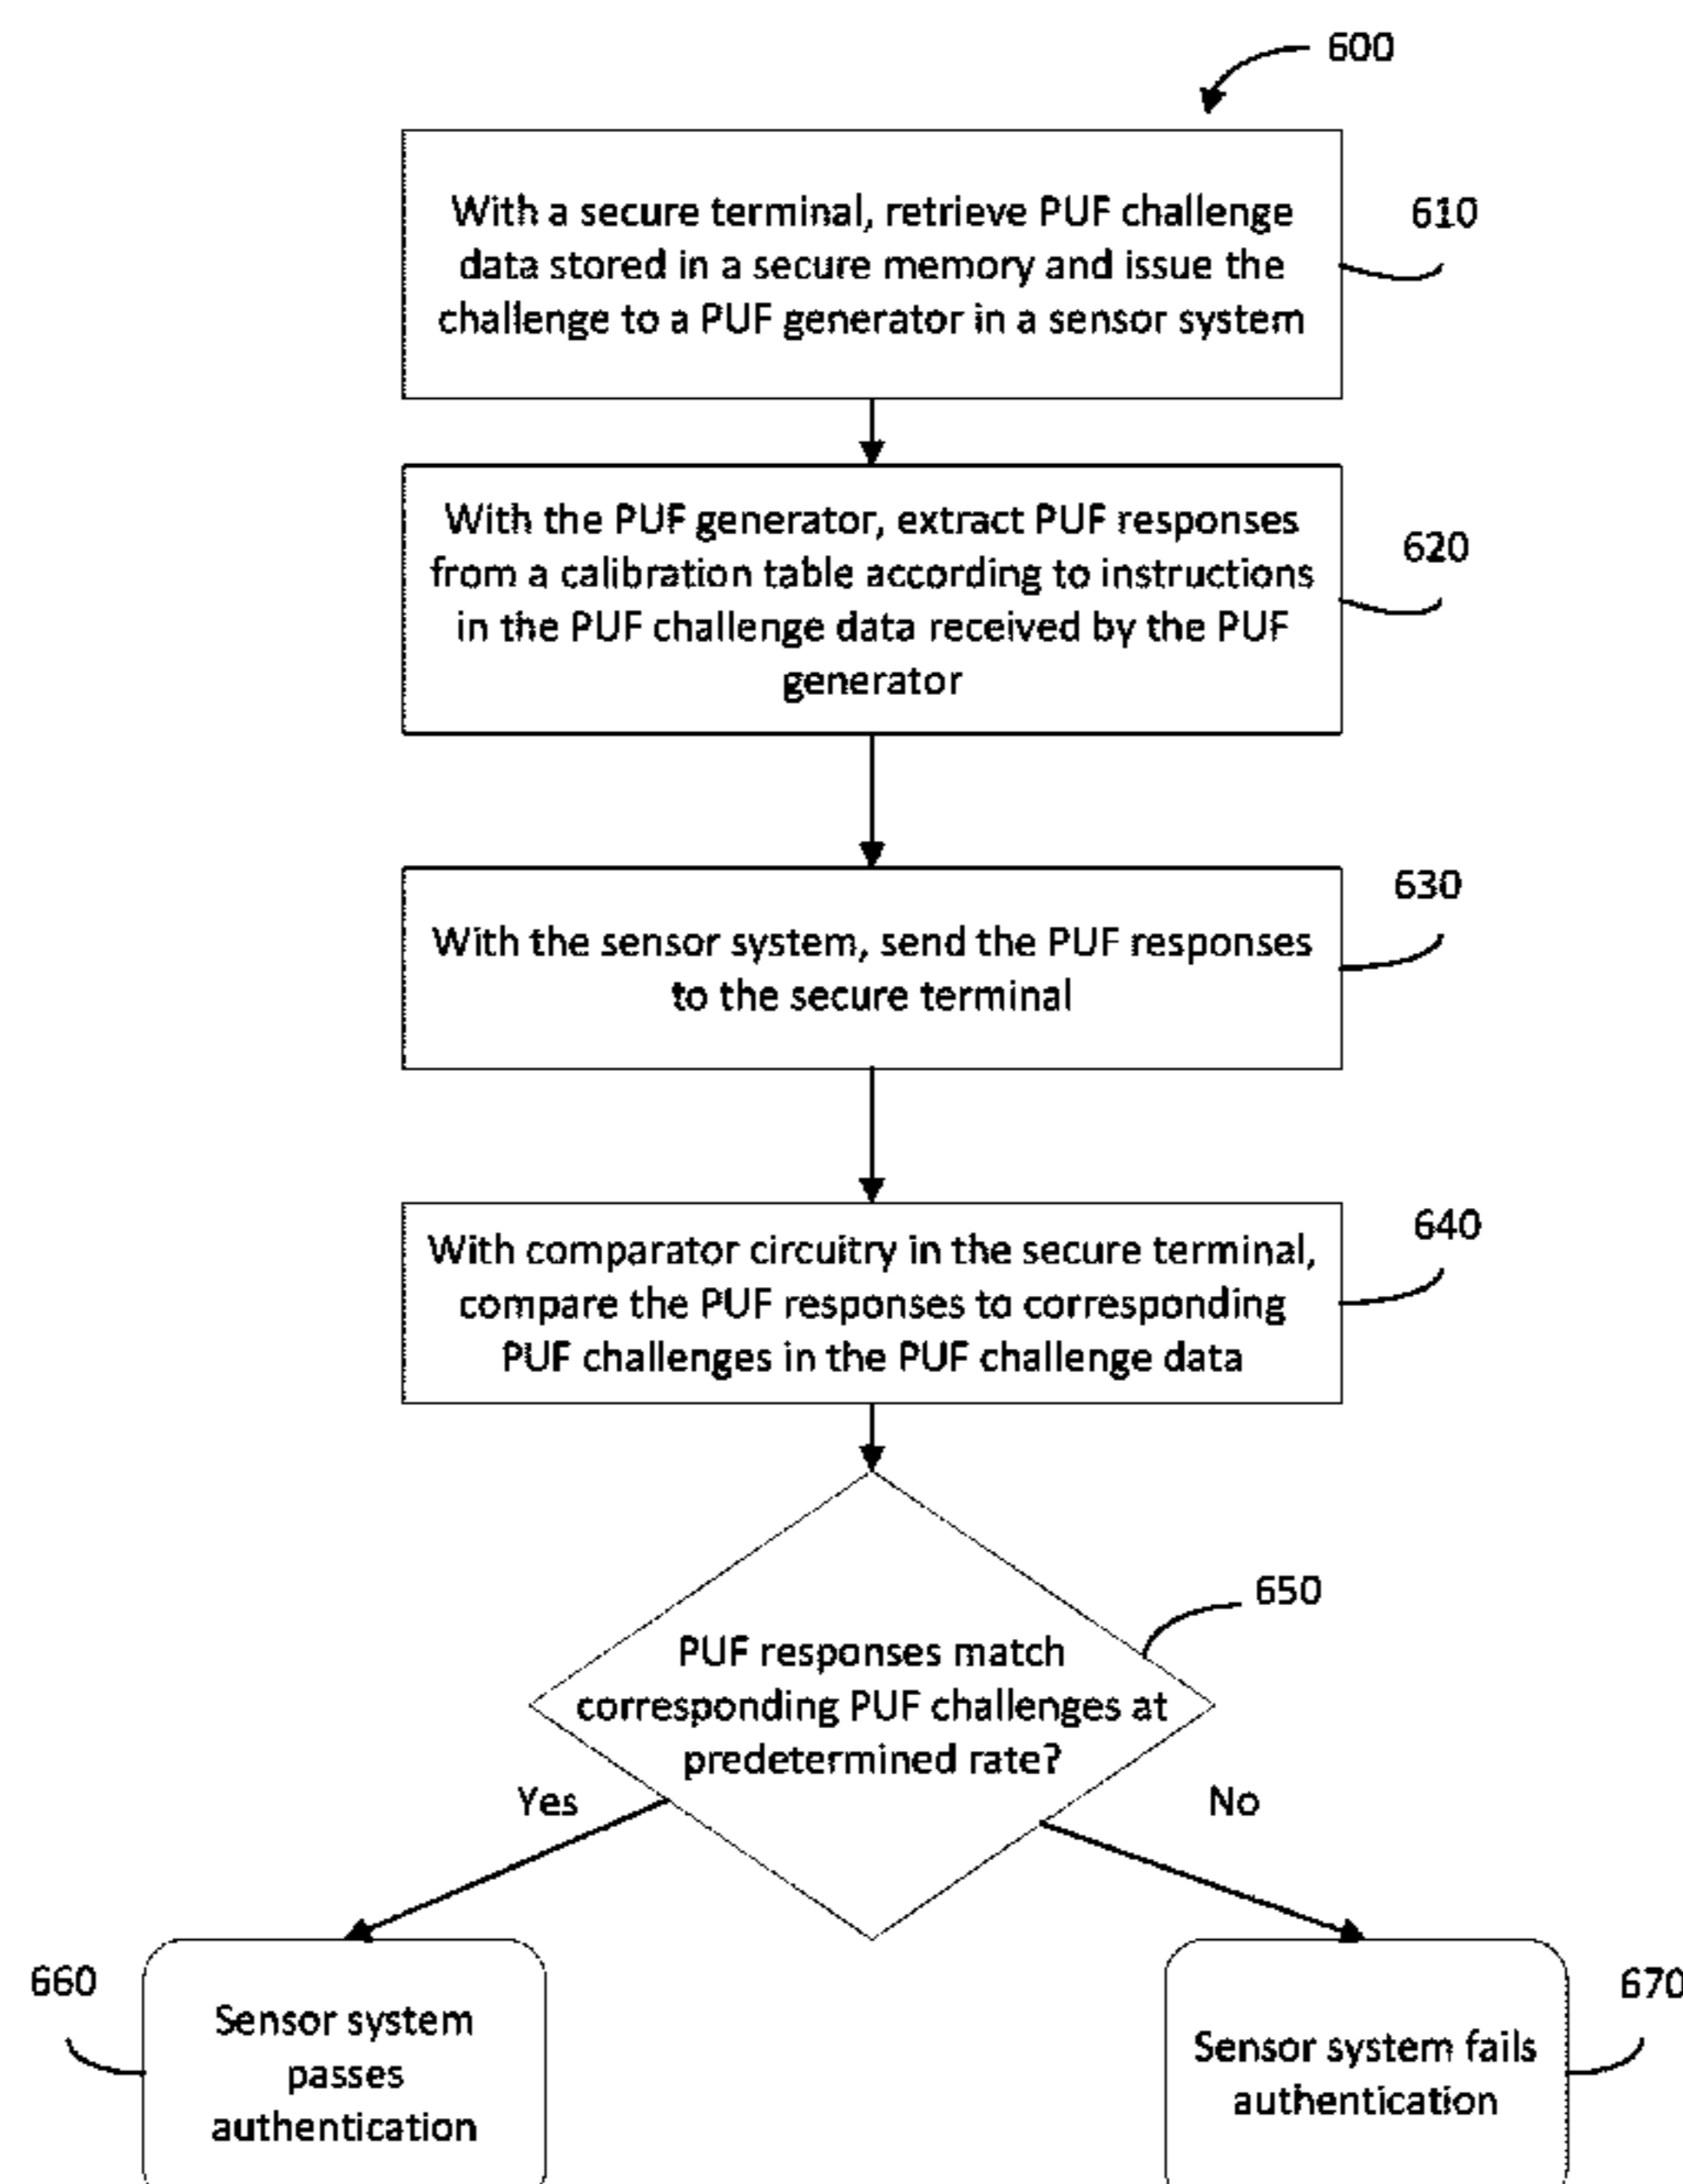 600
With a secure terminal, retrieve PUF challenge
data stored in a secure memory and issue the
challenge to a PUF generator in a sensor system
610
With the PUF generator, extract PUF responses
from a calibration table according to instructions
in the PUF challenge data received by the PUF
generator
620
With the sensor system, send the PUF responses
to the secure terminal
630
With comparator circuitry in the secure terminal,
compare the PUF responses to corresponding
PUF challenges in the PUF challenge data
640
PUF responses match
corresponding PUF challenges at
predetermined rate?
650
Yes
No
660
Sensor system
passes
authentication
Sensor system fails
authentication
670